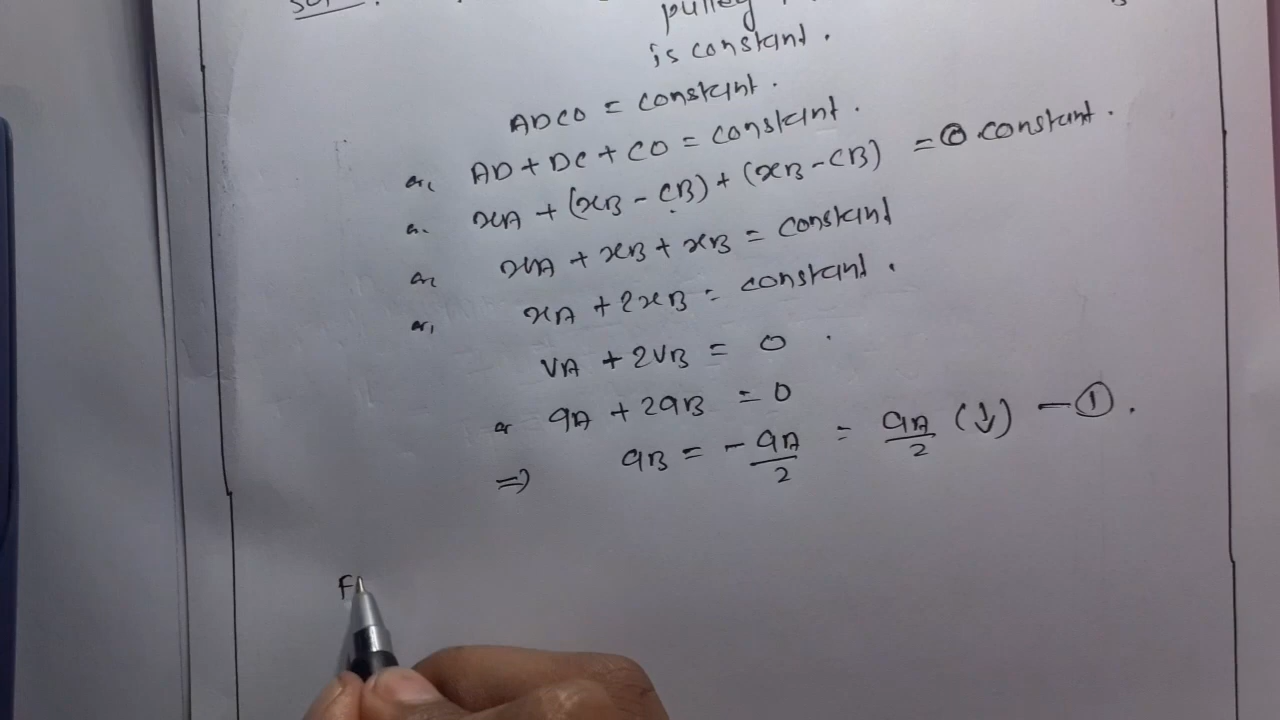 Sol :
pulley
is constant.
ADCO = constant.
or, AD + DC + CO = constant.
or xA + (xB - CB) + (xB - CB) = constant.
or xA + xB + xB = constant
or, xA + 2xB = constant.
vA + 2vB = 0
or aA + 2aB = 0
⇒ aB = -aA/2 = aA/2 (↓) — ①.
F